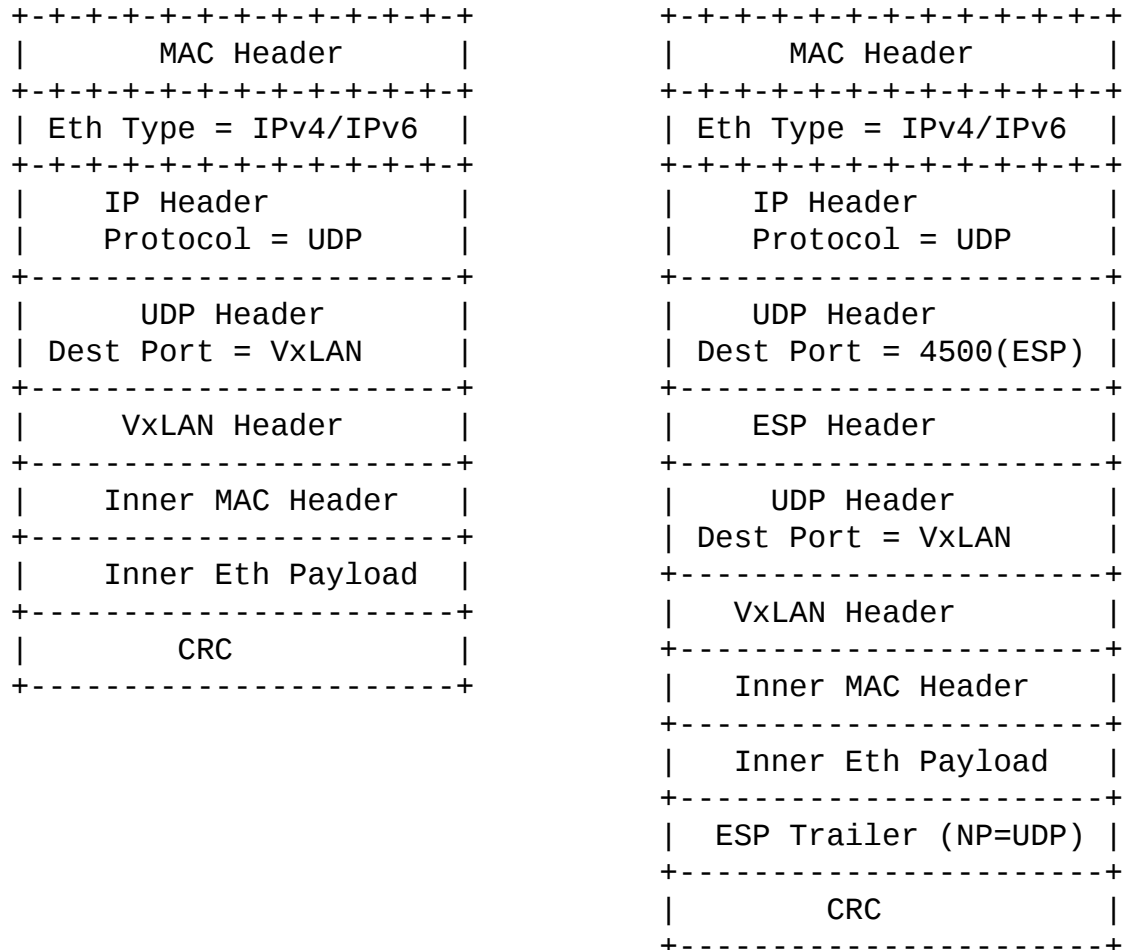 +-+-+-+-+-+-+-+-+-+-+-+-+          +-+-+-+-+-+-+-+-+-+-+-+-+
|       MAC Header      |          |      MAC Header       |
+-+-+-+-+-+-+-+-+-+-+-+-+          +-+-+-+-+-+-+-+-+-+-+-+-+
| Eth Type = IPv4/IPv6  |          | Eth Type = IPv4/IPv6  |
+-+-+-+-+-+-+-+-+-+-+-+-+          +-+-+-+-+-+-+-+-+-+-+-+-+
|    IP Header          |          |    IP Header          |
|    Protocol = UDP     |          |    Protocol = UDP     |
+-----------------------+          +-----------------------+
|      UDP Header       |          |    UDP Header         |
| Dest Port = VxLAN     |          | Dest Port = 4500(ESP) |
+-----------------------+          +-----------------------+
|     VxLAN Header      |          |    ESP Header         |
+-----------------------+          +-----------------------+
|    Inner MAC Header   |          |     UDP Header        |
+-----------------------+          | Dest Port = VxLAN     |
|    Inner Eth Payload  |          +-----------------------+
+-----------------------+          |   VxLAN Header        |
|        CRC            |          +-----------------------+
+-----------------------+          |   Inner MAC Header    |
                                   +-----------------------+
                                   |   Inner Eth Payload   |
                                   +-----------------------+
                                   |  ESP Trailer (NP=UDP) |
                                   +-----------------------+
                                   |        CRC            |
                                   +-----------------------+